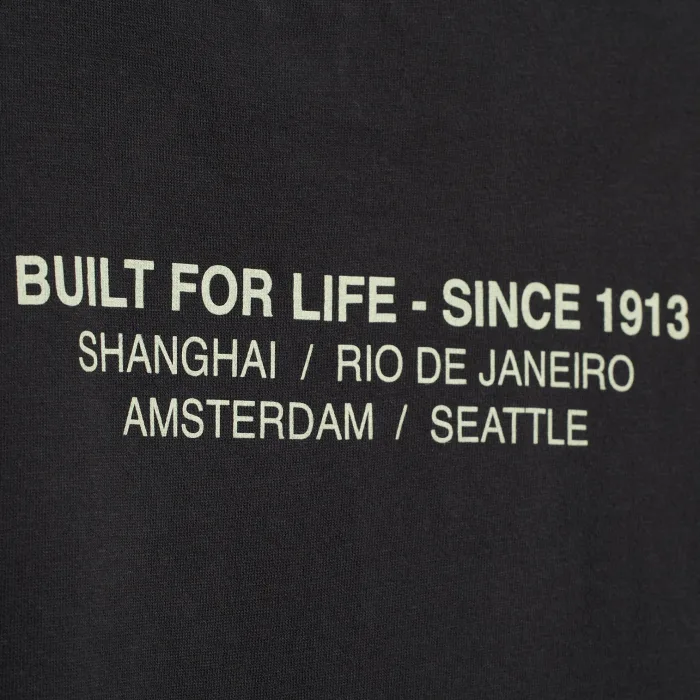 BUILT FOR LIFE - SINCE 1913
SHANGHAI / RIO DE JANEIRO
AMSTERDAM / SEATTLE